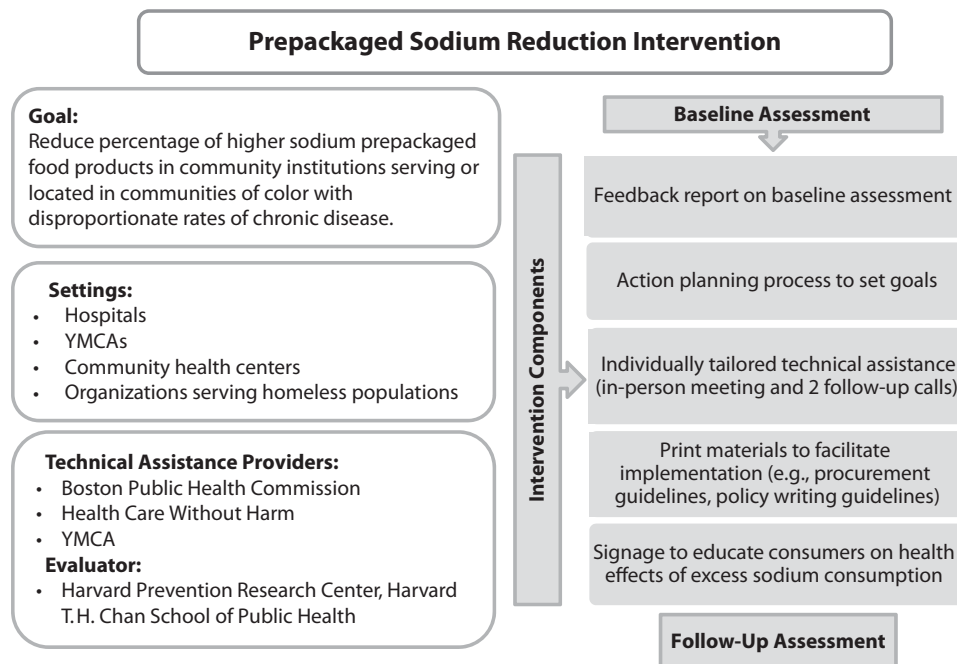 Prepackaged Sodium Reduction Intervention
Goal:
Reduce percentage of higher sodium prepackaged
food products in community institutions serving or
located in communities of color with
disproportionate rates of chronic disease.
Settings:
• Hospitals
• YMCAs
• Community health centers
• Organizations serving homeless populations
Technical Assistance Providers:
• Boston Public Health Commission
• Health Care Without Harm
• YMCA
Evaluator:
• Harvard Prevention Research Center, Harvard
T.H. Chan School of Public Health
Intervention Components
Baseline Assessment
Feedback report on baseline assessment
Action planning process to set goals
Individually tailored technical assistance
(in-person meeting and 2 follow-up calls)
Print materials to facilitate
implementation (e.g., procurement
guidelines, policy writing guidelines)
Signage to educate consumers on health
effects of excess sodium consumption
Follow-Up Assessment